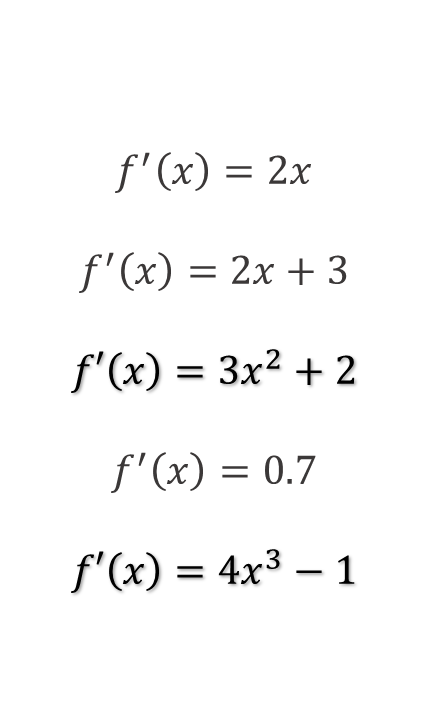 f′(x) = 2x
f′(x) = 2x + 3
f′(x) = 3x² + 2
f′(x) = 0.7
f′(x) = 4x³ − 1